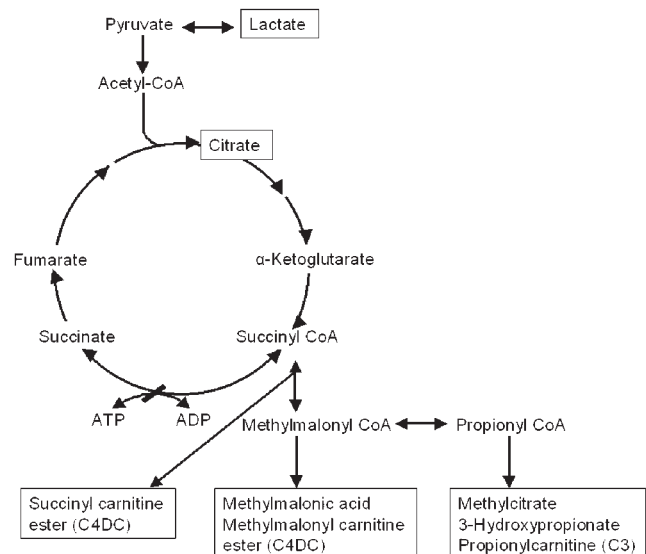 Pyruvate
Lactate
Acetyl-CoA
Citrate
Fumarate
α-Ketoglutarate
Succinate
Succinyl CoA
ATP
ADP
Methylmalonyl CoA
Propionyl CoA
Succinyl carnitine
ester (C4DC)
Methylmalonic acid
Methylmalonyl carnitine
ester (C4DC)
Methylcitrate
3-Hydroxypropionate
Propionylcarnitine (C3)